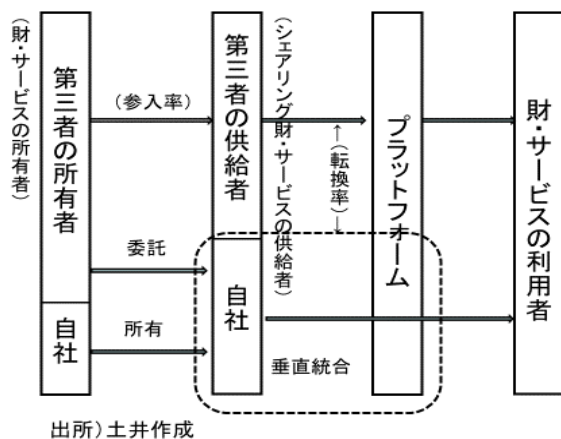 （財・サービスの所有者）
第三者の所有者
自社
（参入率）
委託
所有
第三者の供給者
自社
（シェアリング財・サービスの供給者）
←（転換率）→
垂直統合
プラットフォーム
財・サービスの利用者
出所）土井作成